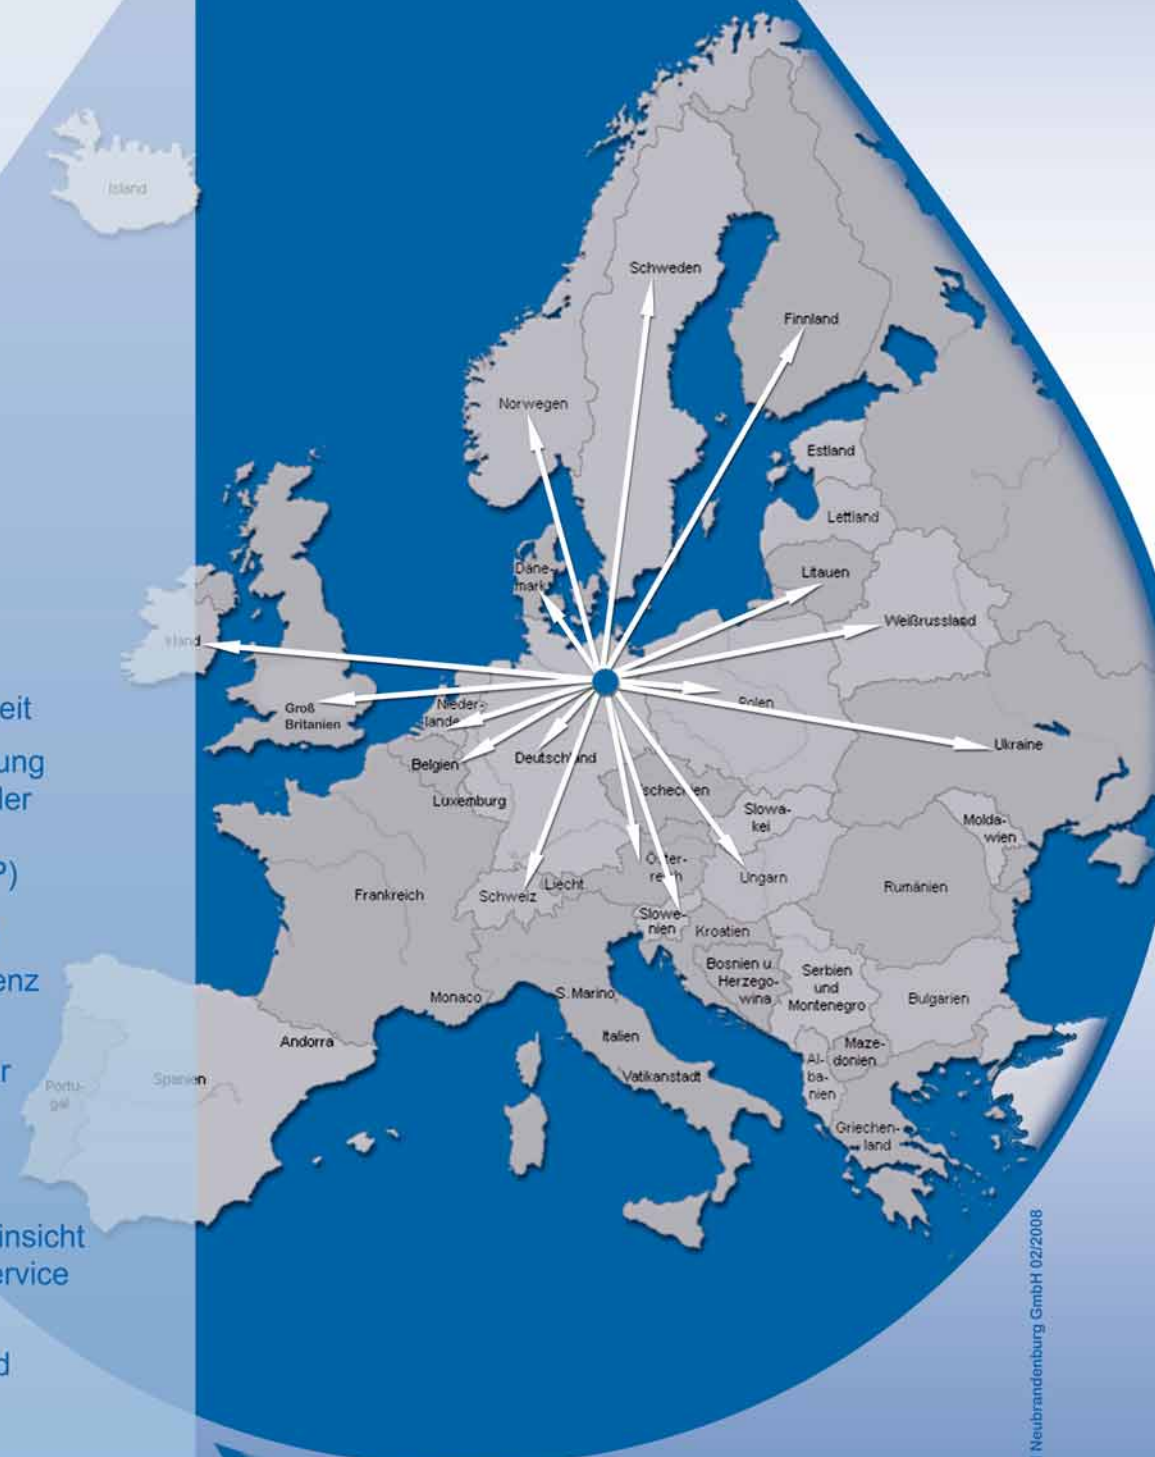 Island
Schweden
Finnland
Norwegen
Estland
Lettland
Däne-
mark
Litauen
Weißrussland
Irland
Groß
Britanien
Nieder-
lande
Polen
Ukraine
Belgien
Deutschland
Luxemburg
Tschechien
Slowa-
kei
Molda-
wien
Öster-
reich
Ungarn
Rumänien
Frankreich
Schweiz
Liecht
Slowe-
nien
Kroatien
Bosnien u.
Herzego-
wina
Serbien
und
Montenegro
Bulgarien
Monaco
S. Marino
Andorra
Italien
Maze-
donien
Al-
ba-
nien
Vatikanstadt
Spanien
Portu-
gal
Griechen-
land
eit
ung
ler
P)
enz
r
insicht
ervice
d
Neubrandenburg GmbH 02/2008